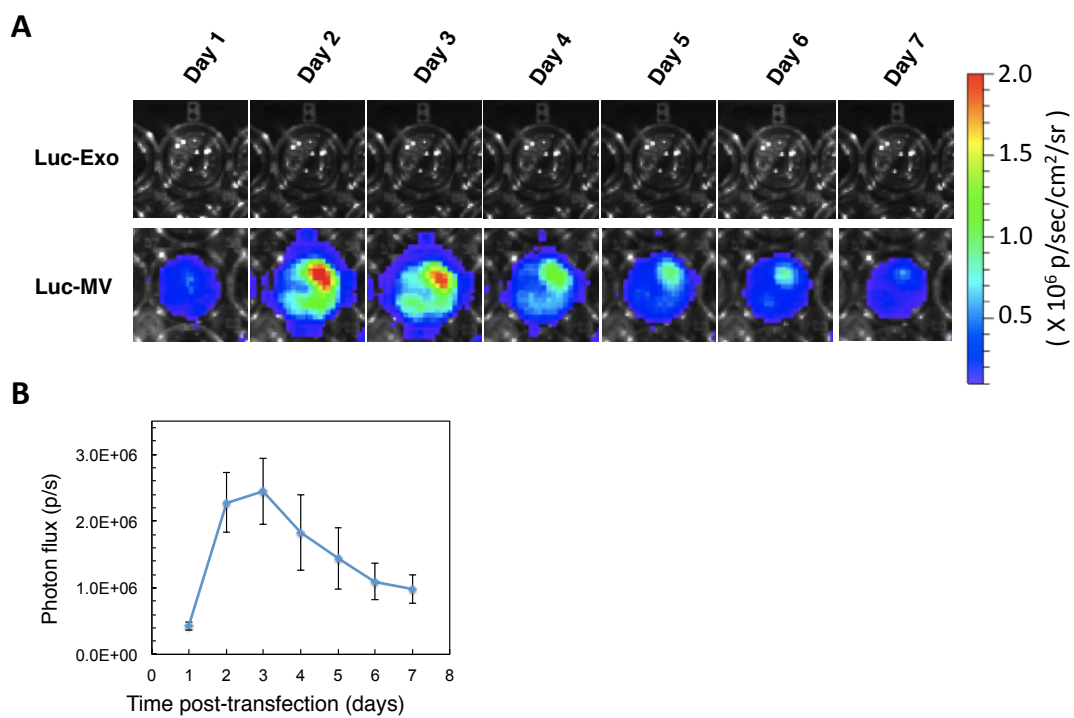 A
Day 1
Day 2
Day 3
Day 4
Day 5
Day 6
Day 7
Luc-Exo
Luc-MV
2.0
1.5
1.0
0.5
( X 10⁶ p/sec/cm²/sr )
B
Photon flux (p/s)
3.0E+06
2.0E+06
1.0E+06
0.0E+00
0 1 2 3 4 5 6 7 8
Time post-transfection (days)